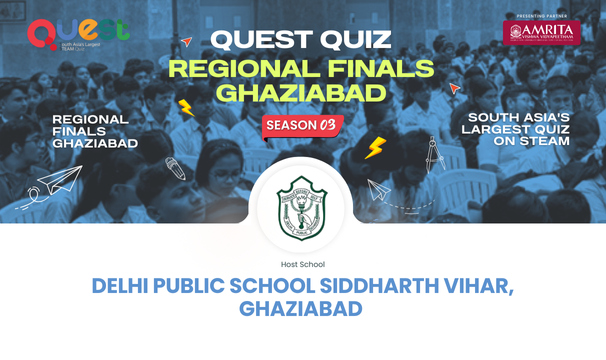 Quest
South Asia's Largest
STEAM Quiz
PRESENTING PARTNER
AMRITA
VISHWA VIDYAPEETHAM
QUEST QUIZ
REGIONAL FINALS
GHAZIABAD
SEASON 03
REGIONAL
FINALS
GHAZIABAD
SOUTH ASIA'S
LARGEST QUIZ
ON STEAM
Host School
DELHI PUBLIC SCHOOL SIDDHARTH VIHAR,
GHAZIABAD